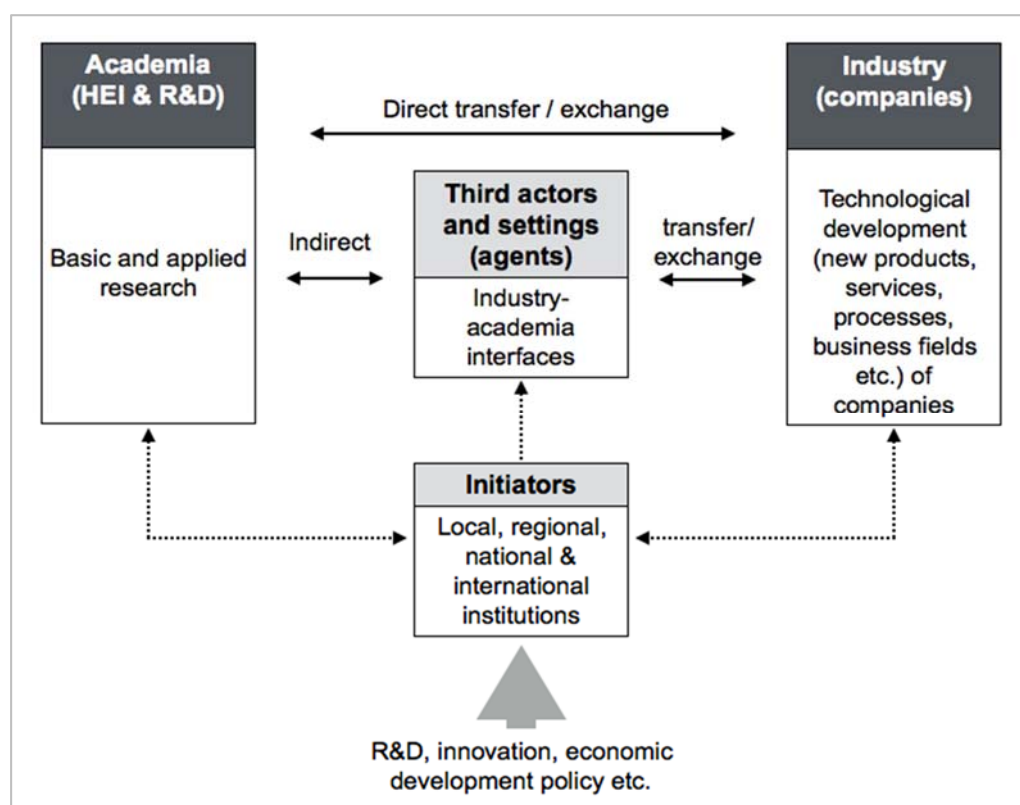 Academia
(HEI & R&D)
Basic and applied
research
Direct transfer / exchange
Indirect
Third actors
and settings
(agents)
Industry-
academia
interfaces
transfer/
exchange
Industry
(companies)
Technological
development
(new products,
services,
processes,
business fields
etc.) of
companies
Initiators
Local, regional,
national &
international
institutions
R&D, innovation, economic
development policy etc.